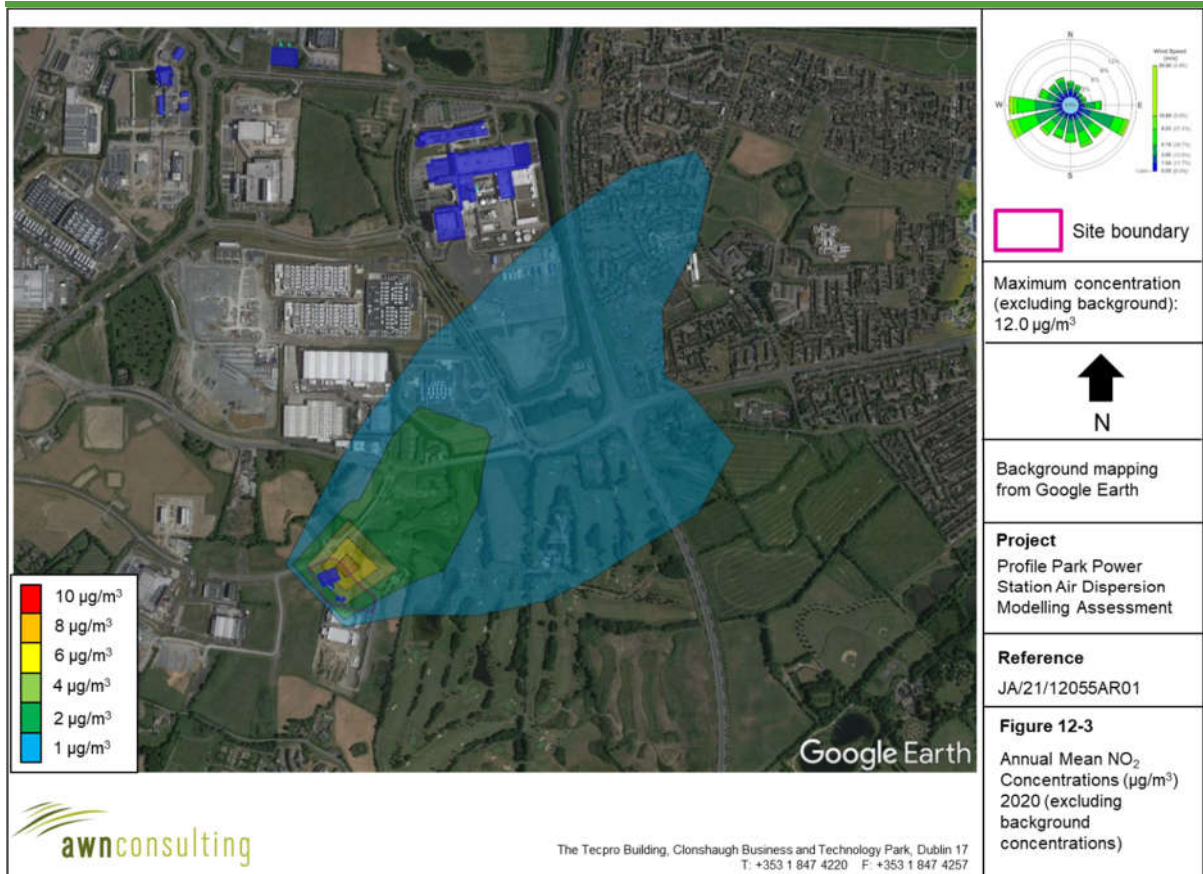 N
W
E
S
Wind Speed
(m/s)
Site boundary
Maximum concentration
(excluding background):
12.0 µg/m³
N
Background mapping
from Google Earth
Project
Profile Park Power
Station Air Dispersion
Modelling Assessment
Reference
JA/21/12055AR01
Figure 12-3
Annual Mean NO₂
Concentrations (µg/m³)
2020 (excluding
background
concentrations)
10 µg/m³
8 µg/m³
6 µg/m³
4 µg/m³
2 µg/m³
1 µg/m³
Google Earth
awnconsulting
The Tecpro Building, Clonshaugh Business and Technology Park, Dublin 17
T: +353 1 847 4220 F: +353 1 847 4257